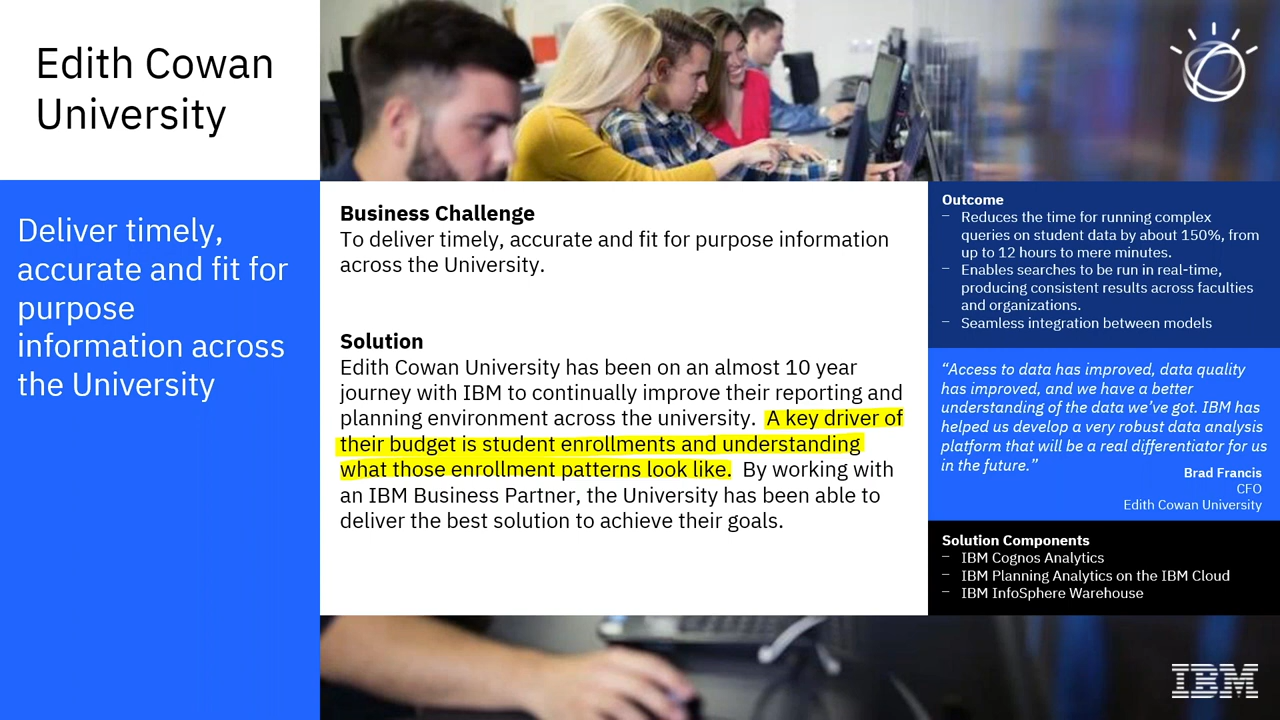 Edith Cowan
University
Deliver timely,
accurate and fit for
purpose
information across
the University
Business Challenge
To deliver timely, accurate and fit for purpose information
across the University.
Solution
Edith Cowan University has been on an almost 10 year
journey with IBM to continually improve their reporting and
planning environment across the university. A key driver of
their budget is student enrollments and understanding
what those enrollment patterns look like. By working with
an IBM Business Partner, the University has been able to
deliver the best solution to achieve their goals.
Outcome
– Reduces the time for running complex
queries on student data by about 150%, from
up to 12 hours to mere minutes.
– Enables searches to be run in real-time,
producing consistent results across faculties
and organizations.
– Seamless integration between models
“Access to data has improved, data quality
has improved, and we have a better
understanding of the data we’ve got. IBM has
helped us develop a very robust data analysis
platform that will be a real differentiator for us
in the future.”
Brad Francis
CFO
Edith Cowan University
Solution Components
– IBM Cognos Analytics
– IBM Planning Analytics on the IBM Cloud
– IBM InfoSphere Warehouse
IBM